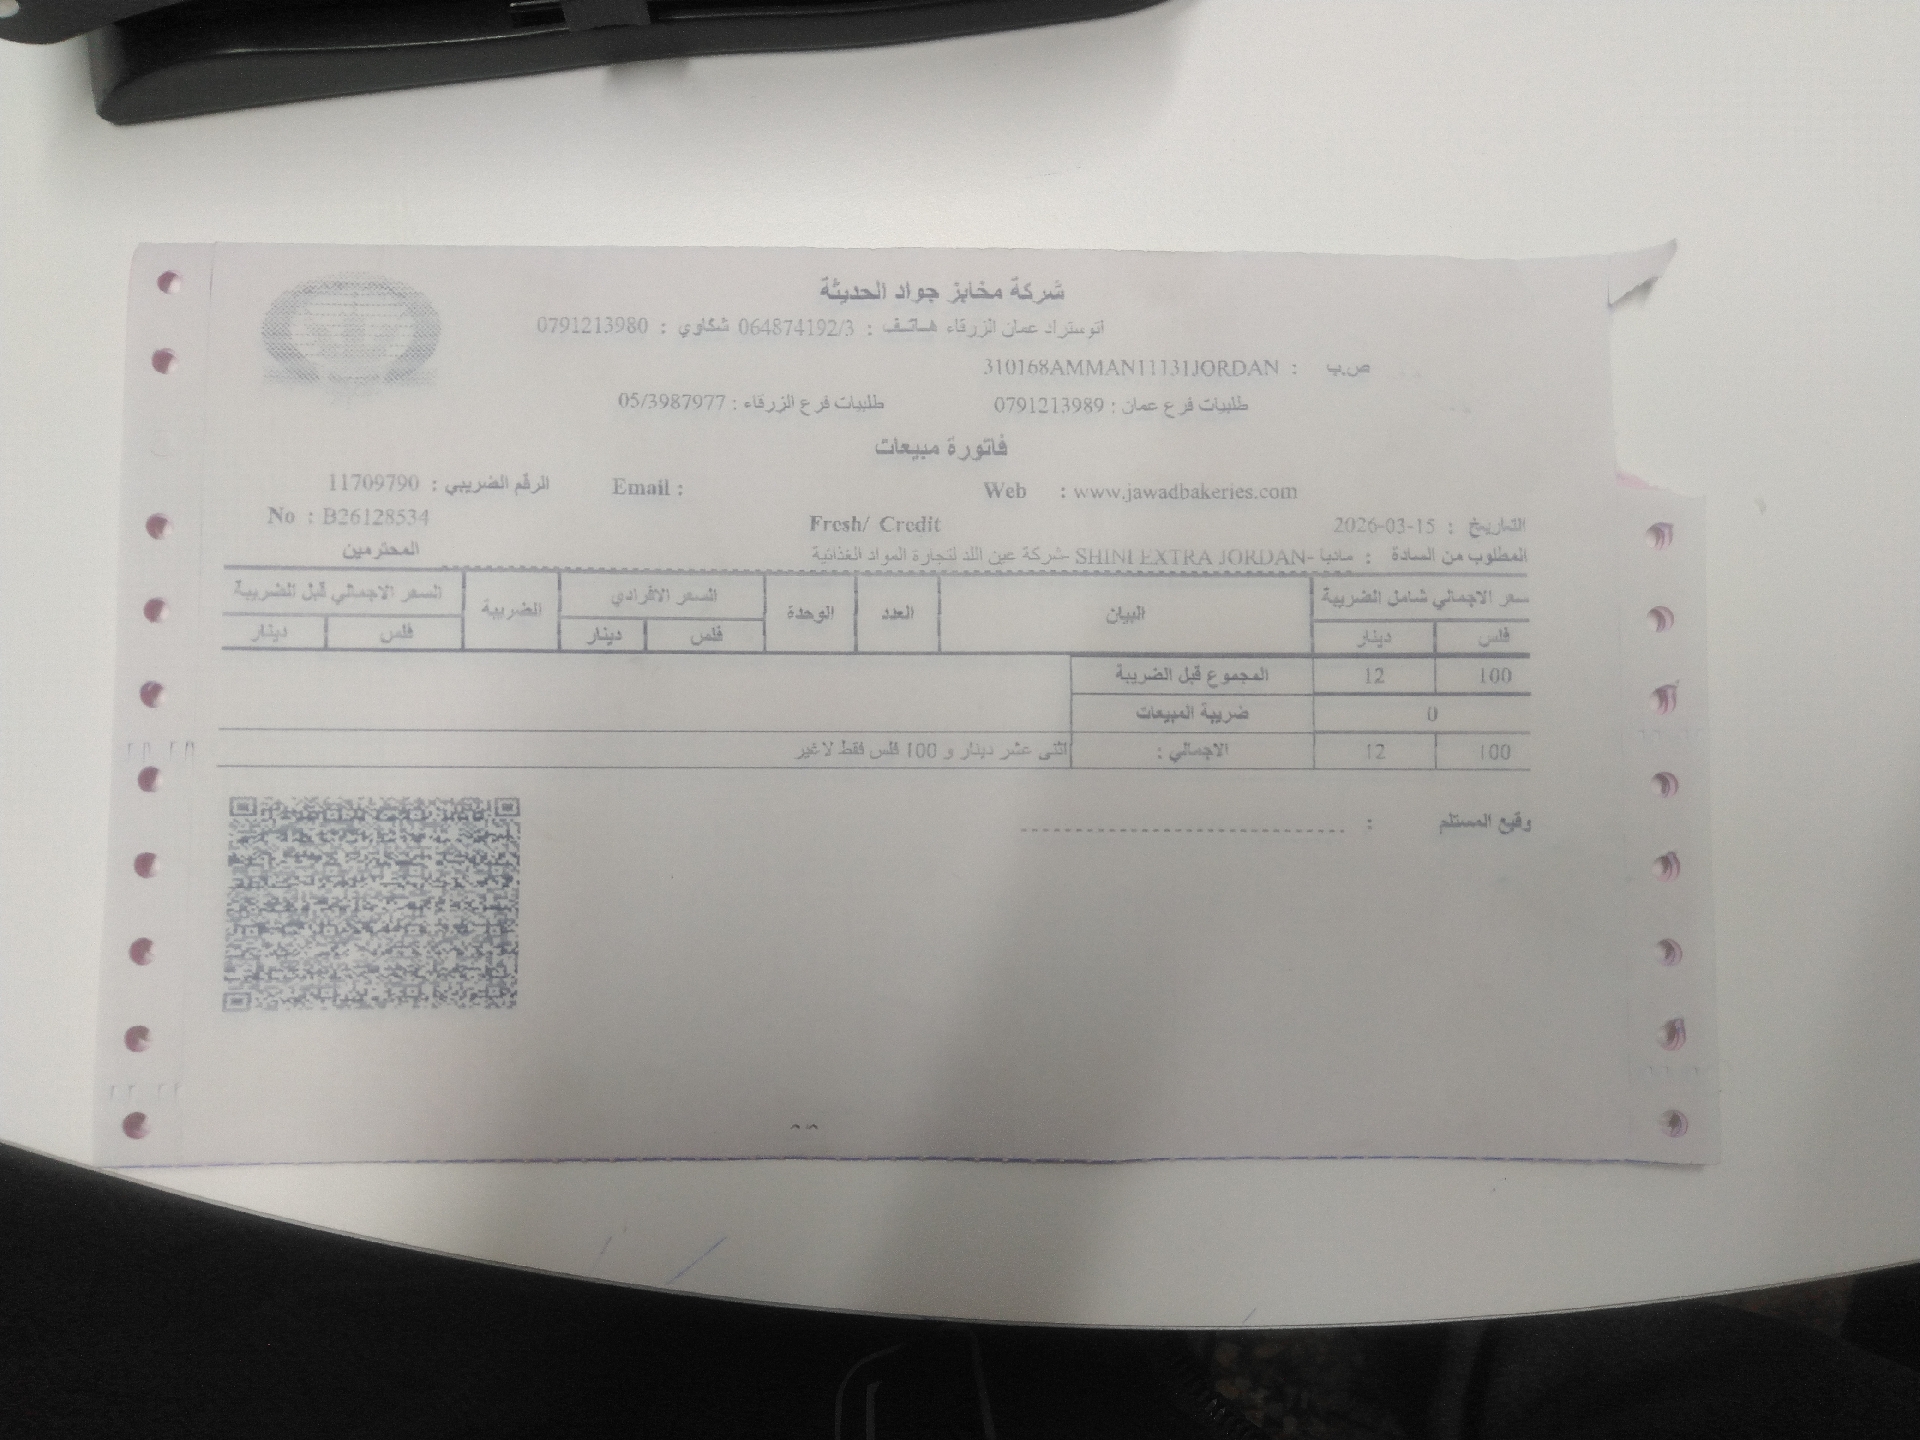 شركة مخابز جواد الحديثة
اتوستراد عمان الزرقاء هاتف : 064874192/3 شكاوي : 0791213980
ص.ب : 310168AMMAN11131JORDAN
طلبيات فرع عمان : 0791213989 طلبيات فرع الزرقاء : 05/3987977
فاتورة مبيعات
Web : www.jawadbakeries.com Email : الرقم الضريبي : 11709790
التاريخ : 2026-03-15 Fresh/ Credit No : B26128534
المطلوب من السادة : مادبا -SHINI EXTRA JORDAN شركة عين اللد لتجارة المواد الغذائية- المحترمين
سعر الاجمالي شامل الضريبة البيان العدد الوحدة السعر الافرادي الضريبة السعر الاجمالي قبل الضريبة
فلس دينار فلس دينار فلس دينار
100 12 المجموع قبل الضريبة
0 ضريبة المبيعات
100 12 الاجمالي : اثنى عشر دينار و 100 فلس فقط لاغير
وقيع المستلم :